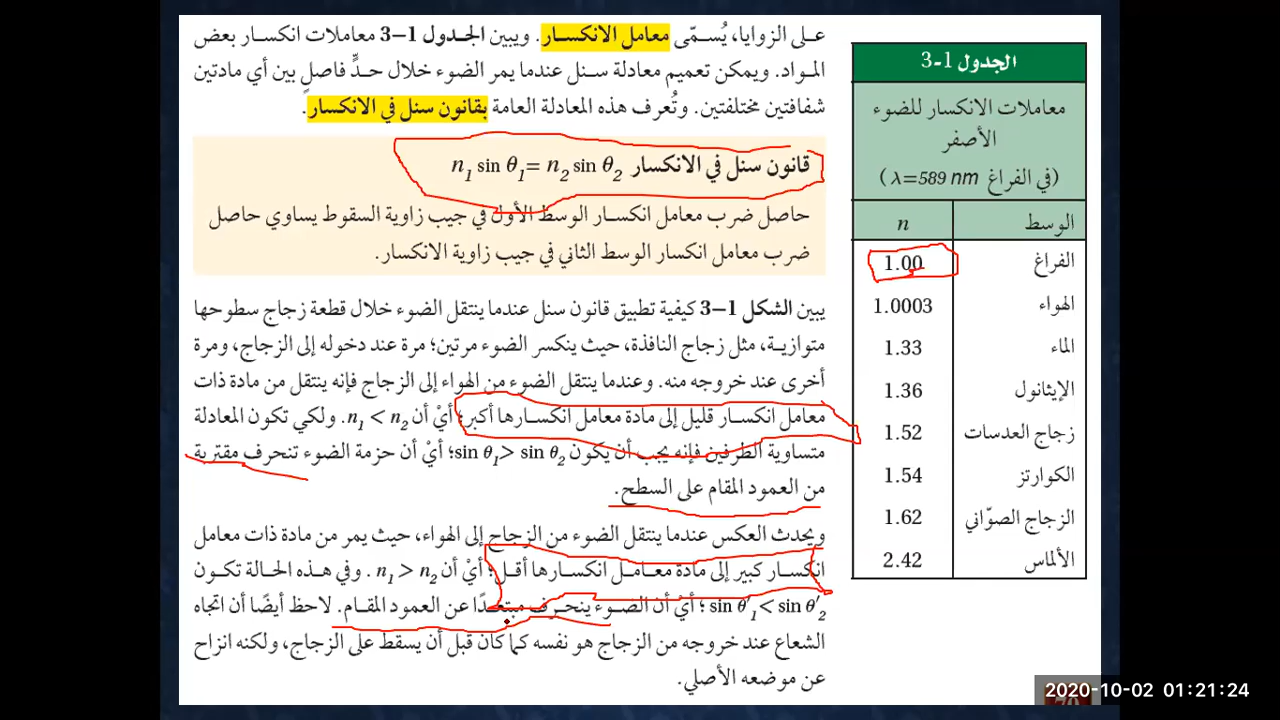 على الزوايا، يُسمّى معامل الانكسار. ويبين الجدول 1-3 معاملات انكسار بعض
المواد. ويمكن تعميم معادلة سنل عندما يمر الضوء خلال حدٍّ فاصلٍ بين أي مادتين
شفافتين مختلفتين. وتُعرف هذه المعادلة العامة بقانون سنل في الانكسار.
قانون سنل في الانكسار n₁ sin θ₁= n₂ sin θ₂
حاصل ضرب معامل انكسار الوسط الأول في جيب زاوية السقوط يساوي حاصل
ضرب معامل انكسار الوسط الثاني في جيب زاوية الانكسار.
يبين الشكل 1-3 كيفية تطبيق قانون سنل عندما ينتقل الضوء خلال قطعة زجاج سطوحها
متوازية، مثل زجاج النافذة، حيث ينكسر الضوء مرتين؛ مرة عند دخوله إلى الزجاج، ومرة
أخرى عند خروجه منه. وعندما ينتقل الضوء من الهواء إلى الزجاج فإنه ينتقل من مادة ذات
معامل انكسار قليل إلى مادة معامل انكسارها أكبر؛ أيْ أن n₁ < n₂. ولكي تكون المعادلة
متساوية الطرفين فإنه يجب أن يكون sin θ₁> sin θ₂؛ أيْ أن حزمة الضوء تنحرف مقتربة
من العمود المقام على السطح.
ويحدث العكس عندما ينتقل الضوء من الزجاج إلى الهواء، حيث يمر من مادة ذات معامل
انكسار كبير إلى مادة معامل انكسارها أقل؛ أيْ أن n₁ > n₂. وفي هذه الحالة تكون
sin θ′₁< sin θ′₂؛ أيْ أن الضوء ينحرف مبتعدًا عن العمود المقام. لاحظ أيضًا أن اتجاه
الشعاع عند خروجه من الزجاج هو نفسه كما كان قبل أن يسقط على الزجاج، ولكنه انزاح
عن موضعه الأصلي.
الجدول 1-3
معاملات الانكسار للضوء
الأصفر
(في الفراغ λ=589 nm)
الوسط n
الفراغ 1.00
الهواء 1.0003
الماء 1.33
الإيثانول 1.36
زجاج العدسات 1.52
الكوارتز 1.54
الزجاج الصوّاني 1.62
الألماس 2.42
2020-10-02 01:21:24